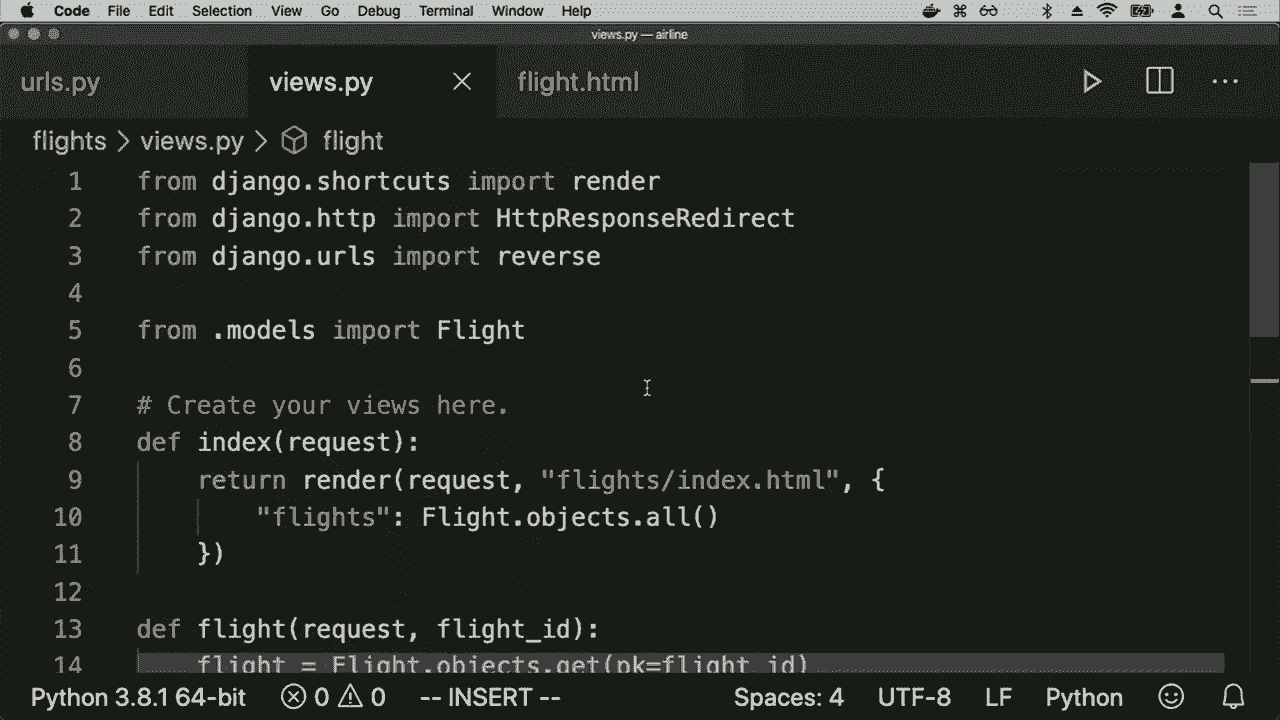 Code File Edit Selection View Go Debug Terminal Window Help
views.py — airline
urls.py views.py flight.html
flights > views.py > flight
1 from django.shortcuts import render
2 from django.http import HttpResponseRedirect
3 from django.urls import reverse
4
5 from .models import Flight
6
7 # Create your views here.
8 def index(request):
9 return render(request, "flights/index.html", {
10 "flights": Flight.objects.all()
11 })
12
13 def flight(request, flight_id):
14 flight = Flight.objects.get(pk=flight_id)
Python 3.8.1 64-bit 0 0 -- INSERT -- Spaces: 4 UTF-8 LF Python